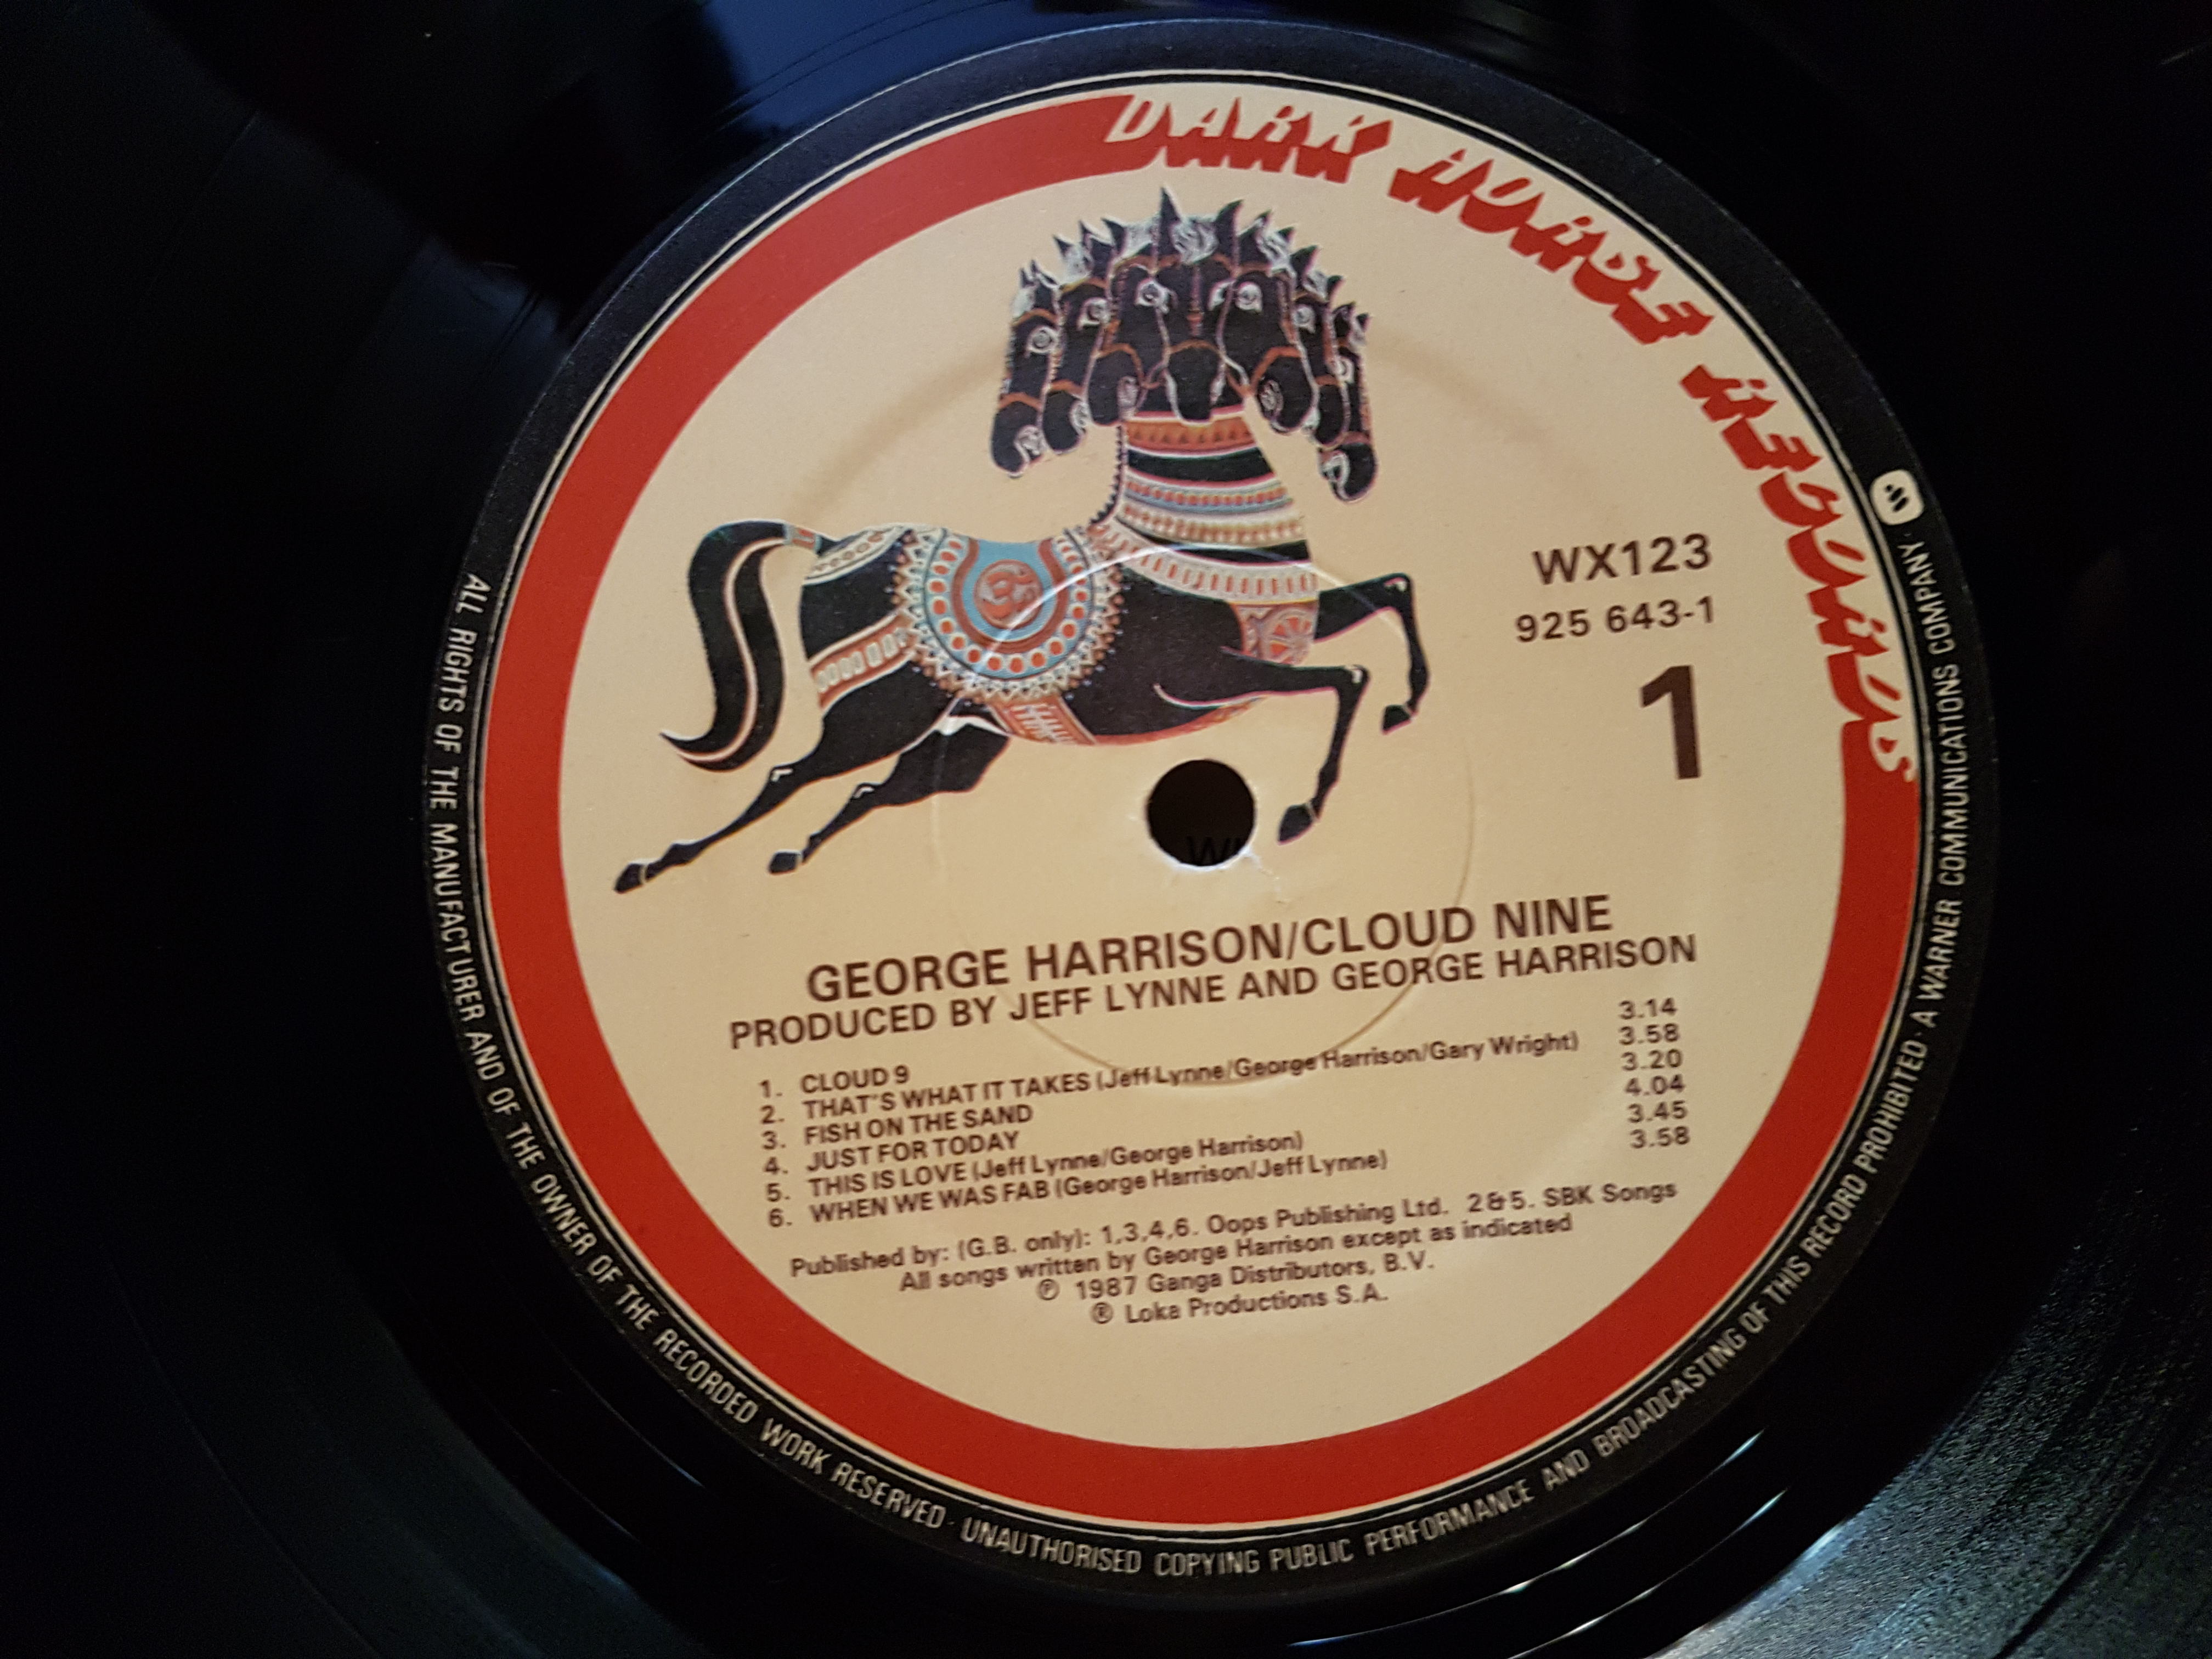 DARK HORSE RECORDS
WX123
925 643-1
1
GEORGE HARRISON/CLOUD NINE
PRODUCED BY JEFF LYNNE AND GEORGE HARRISON
1. CLOUD 9 3.14
2. THAT'S WHAT IT TAKES (Jeff Lynne/George Harrison/Gary Wright) 3.58
3. FISH ON THE SAND 3.20
4. JUST FOR TODAY 4.04
5. THIS IS LOVE (Jeff Lynne/George Harrison) 3.45
6. WHEN WE WAS FAB (George Harrison/Jeff Lynne) 3.58
Published by: (G.B. only): 1,3,4,6. Oops Publishing Ltd. 2&5. SBK Songs
All songs written by George Harrison except as indicated
℗ 1987 Ganga Distributors, B.V.
® Loka Productions S.A.
ALL RIGHTS OF THE MANUFACTURER AND OF THE OWNER OF THE RECORDED WORK RESERVED · UNAUTHORISED COPYING PUBLIC PERFORMANCE AND BROADCASTING OF THIS RECORD PROHIBITED · A WARNER COMMUNICATIONS COMPANY ·